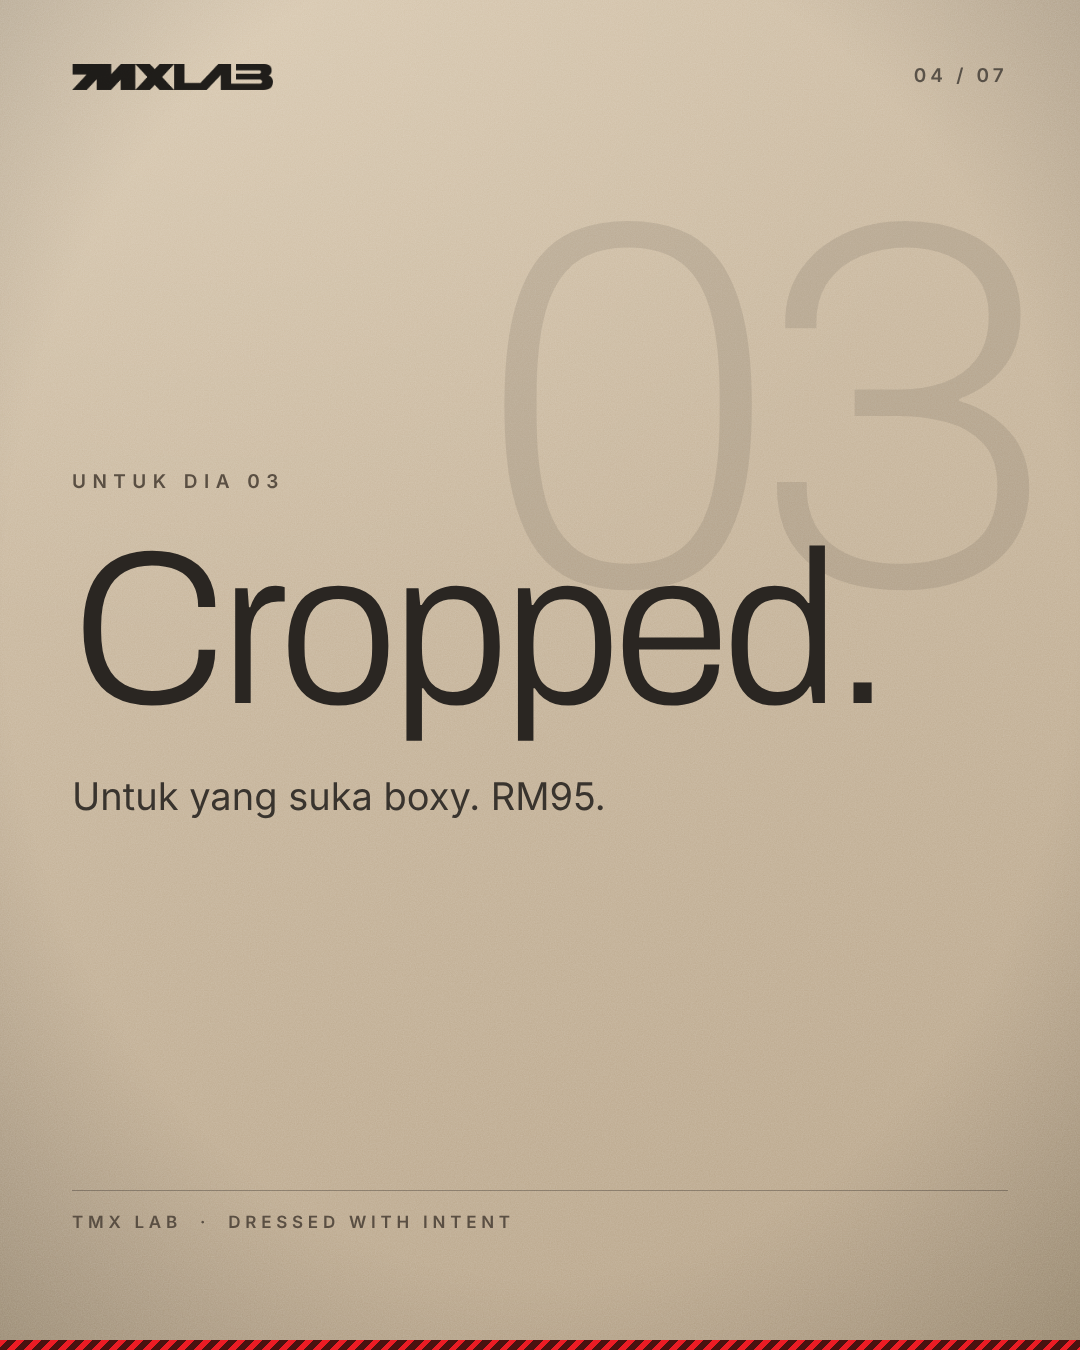 TMXLAB
04 / 07
03
UNTUK DIA 03
Cropped.
Untuk yang suka boxy. RM95.
TMX LAB · DRESSED WITH INTENT